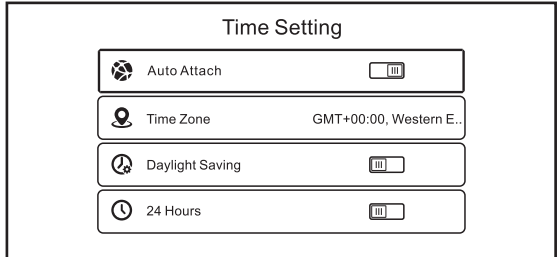 Time Setting
Auto Attach
Time Zone GMT+00:00, Western E..
Daylight Saving
24 Hours